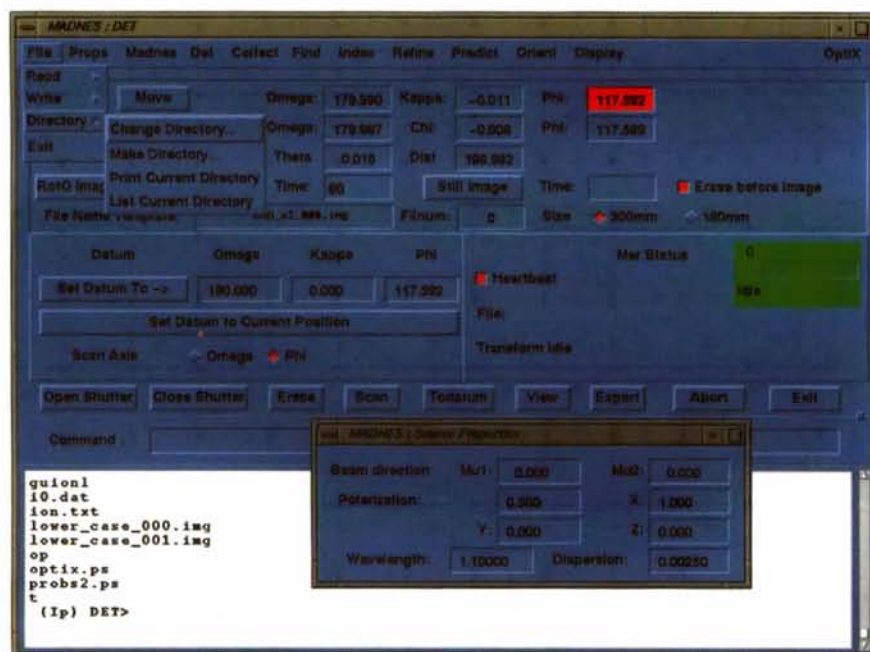 MADNES : DET
File Props Madnes Det Collect Find Index Refine Predict Orient Display OptiX
Read
Write Move Omega: 179.990 Kappa: -0.011 Phi: 117.592
Directory Change Directory... Omega: 179.987 Chi: -0.008 Phi: 117.589
Exit Make Directory... Theta 0.016 Dist 198.982
Print Current Directory Time: 60 Still Image Time: Erase before image
List Current Directory
File Name Template: Filnum: 0 Size 300mm 180mm
Datum Omega Kappa Phi Mar Status 0
Set Datum To -> 180.000 0.000 117.592 Heartbeat Idle
Set Datum to Current Position File:
Scan Axis Omega Phi Transform Idle
Open Shutter Close Shutter Erase Scan Todatum View Export Abort Exit
Command :
MADNES : Source Properties
Beam direction Mu1: 0.000 Mu2: 0.000
Polarization: 0.500 X: 1.000
Y: 0.000 Z: 0.000
Wavelength: 1.10000 Dispersion: 0.00250
guionl
i0.dat
ion.txt
lower_case_000.img
lower_case_001.img
op
optix.ps
probs2.ps
t
(Ip) DET>